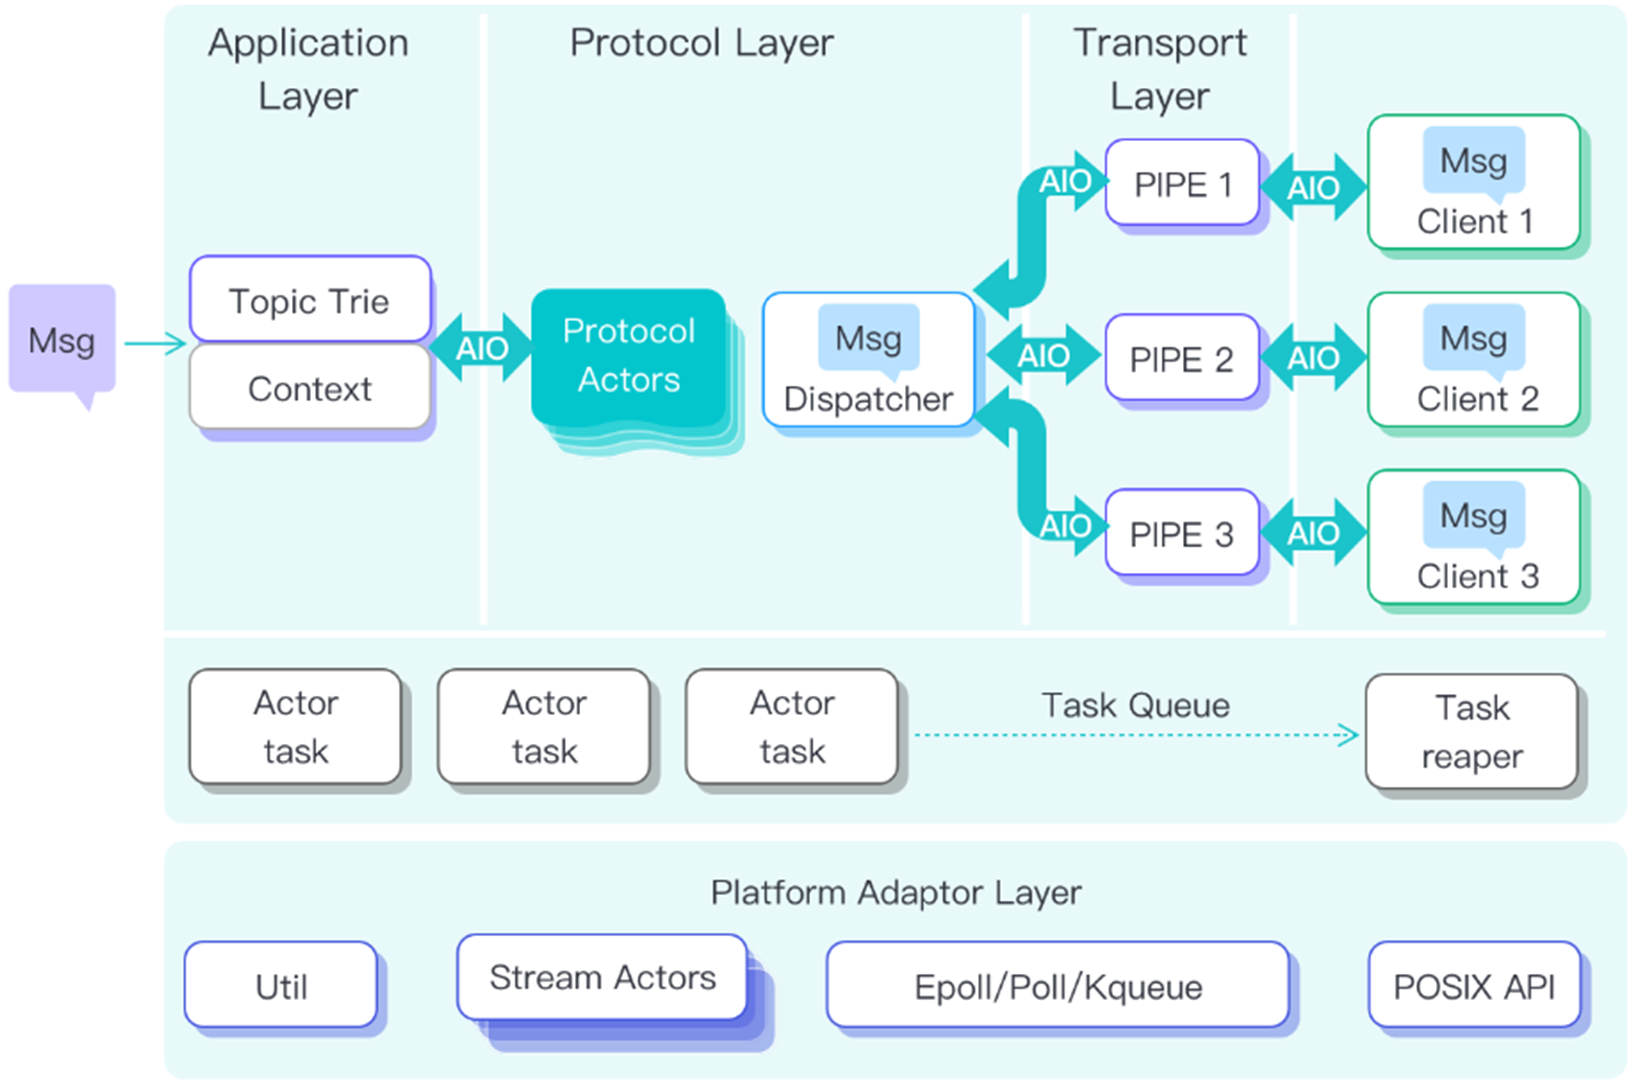 Application
Layer
Protocol Layer
Transport
Layer
Msg
Topic Trie
Context
AIO
Protocol
Actors
Msg
Dispatcher
AIO
AIO
AIO
PIPE 1
PIPE 2
PIPE 3
AIO
AIO
AIO
Msg
Client 1
Msg
Client 2
Msg
Client 3
Actor
task
Actor
task
Actor
task
Task Queue
Task
reaper
Platform Adaptor Layer
Util
Stream Actors
Epoll/Poll/Kqueue
POSIX API